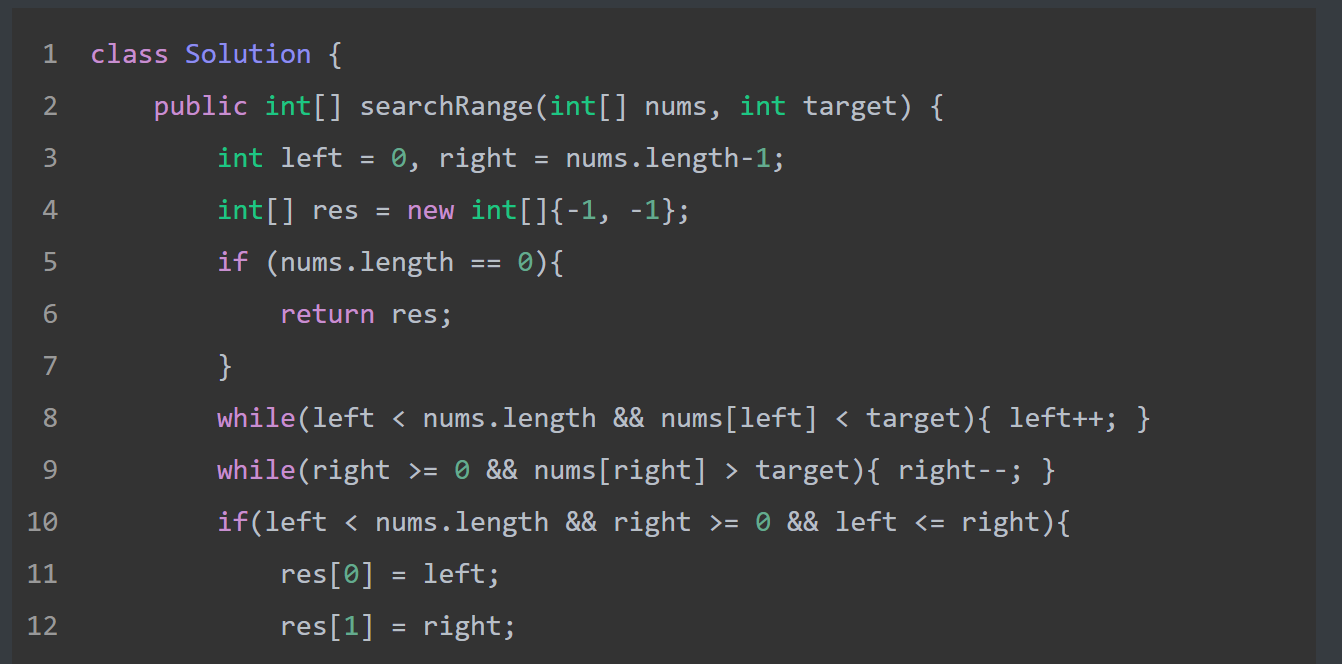 1 class Solution {
2     public int[] searchRange(int[] nums, int target) {
3         int left = 0, right = nums.length-1;
4         int[] res = new int[]{-1, -1};
5         if (nums.length == 0){
6             return res;
7         }
8         while(left < nums.length && nums[left] < target){ left++; }
9         while(right >= 0 && nums[right] > target){ right--; }
10         if(left < nums.length && right >= 0 && left <= right){
11             res[0] = left;
12             res[1] = right;